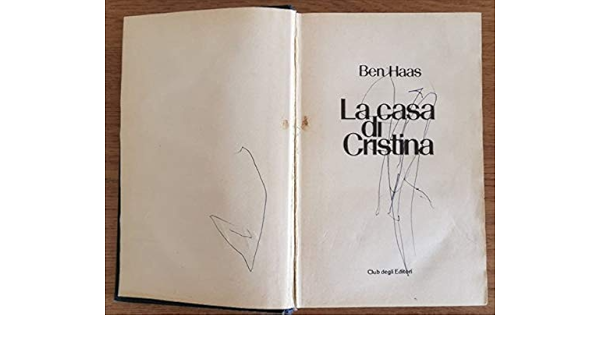 Ben Haas
La casa
di
Cristina
Club degli Editori